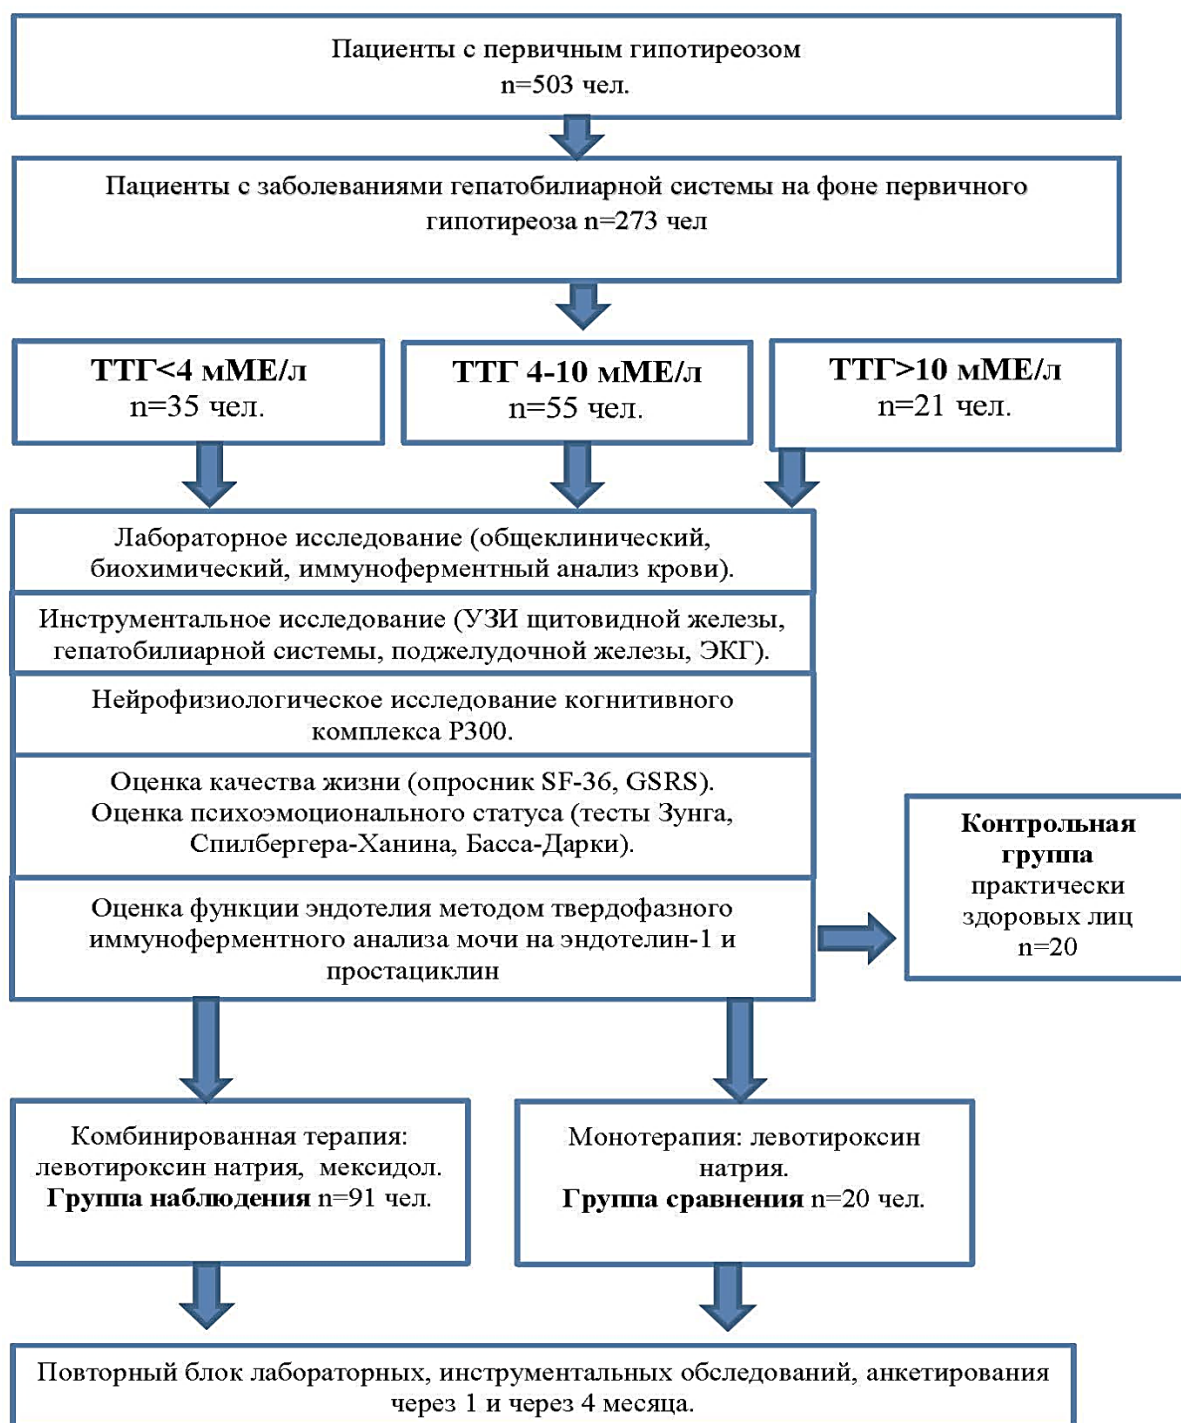 Пациенты с первичным гипотиреозом
n=503 чел.
Пациенты с заболеваниями гепатобилиарной системы на фоне первичного
гипотиреоза n=273 чел
ТТГ<4 мМЕ/л
n=35 чел.
ТТГ 4-10 мМЕ/л
n=55 чел.
ТТГ>10 мМЕ/л
n=21 чел.
Лабораторное исследование (общеклинический,
биохимический, иммуноферментный анализ крови).
Инструментальное исследование (УЗИ щитовидной железы,
гепатобилиарной системы, поджелудочной железы, ЭКГ).
Нейрофизиологическое исследование когнитивного
комплекса Р300.
Оценка качества жизни (опросник SF-36, GSRS).
Оценка психоэмоционального статуса (тесты Зунга,
Спилбергера-Ханина, Басса-Дарки).
Оценка функции эндотелия методом твердофазного
иммуноферментного анализа мочи на эндотелин-1 и
простациклин
Контрольная
группа
практически
здоровых лиц
n=20
Комбинированная терапия:
левотироксин натрия, мексидол.
Группа наблюдения n=91 чел.
Монотерапия: левотироксин
натрия.
Группа сравнения n=20 чел.
Повторный блок лабораторных, инструментальных обследований, анкетирования
через 1 и через 4 месяца.